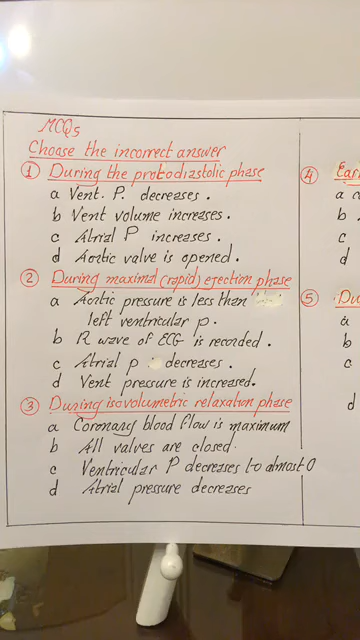 MCQs
Choose the incorrect answer
① During the protodiastolic phase
a Vent. P. decreases.
b Vent volume increases.
c Atrial P increases.
d Aortic valve is opened.
② During maximal (rapid) ejection phase
a Aortic pressure is less than
left ventricular p.
b R wave of ECG is recorded.
c Atrial p decreases.
d Vent pressure is increased.
③ During isovolumetric relaxation phase
a Coronary blood flow is maximum
b All valves are closed.
c Ventricular P decreases to almost 0
d Atrial pressure decreases
④
a
b
c
d
⑤
a
b
c
d